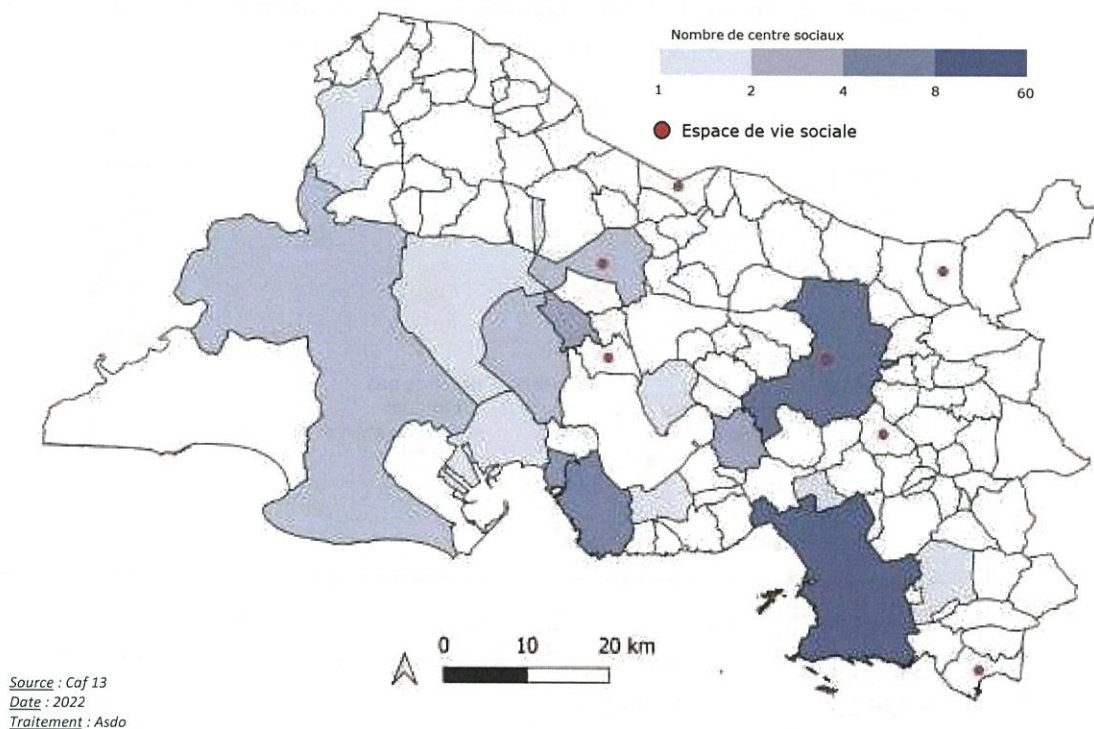 Nombre de centre sociaux
1 2 4 8 60
Espace de vie sociale
0 10 20 km
Source : Caf 13
Date : 2022
Traitement : Asdo